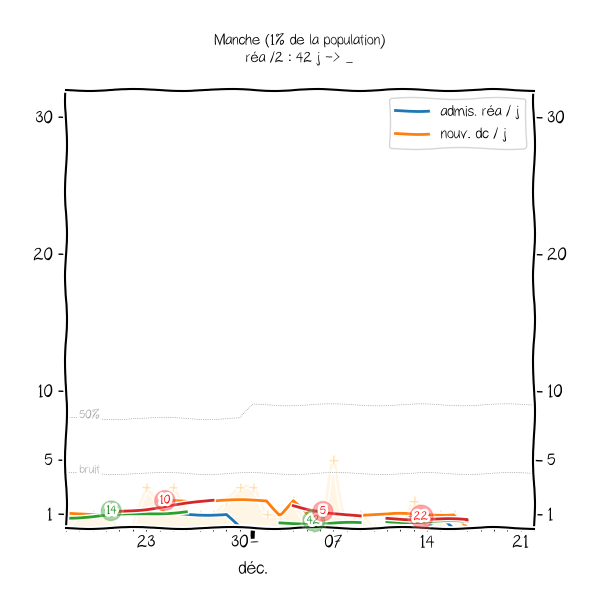 Manche (1% de la population)
réa /2 : 42 j -> _
admis. réa / j
nouv. dc / j
30 30
20 20
10 10
50%
5 5
bruit
1 1
14 10 42 5 22
23 30 07 14 21
déc.